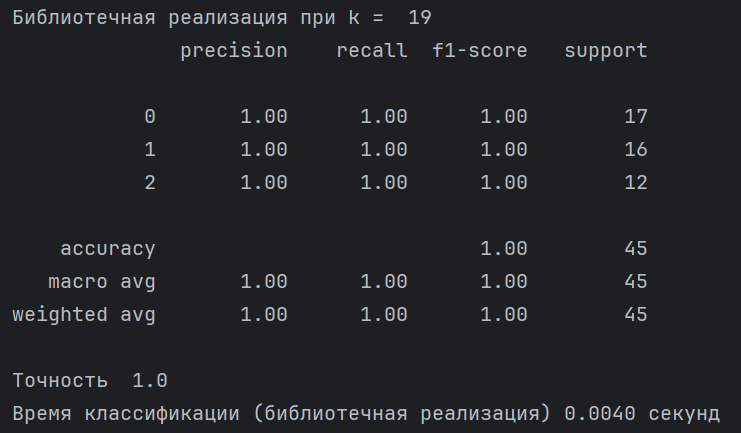 Библиотечная реализация при k =  19
              precision    recall  f1-score   support

           0       1.00      1.00      1.00        17
           1       1.00      1.00      1.00        16
           2       1.00      1.00      1.00        12

    accuracy                           1.00        45
   macro avg       1.00      1.00      1.00        45
weighted avg       1.00      1.00      1.00        45

Точность  1.0
Время классификации (библиотечная реализация) 0.0040 секунд